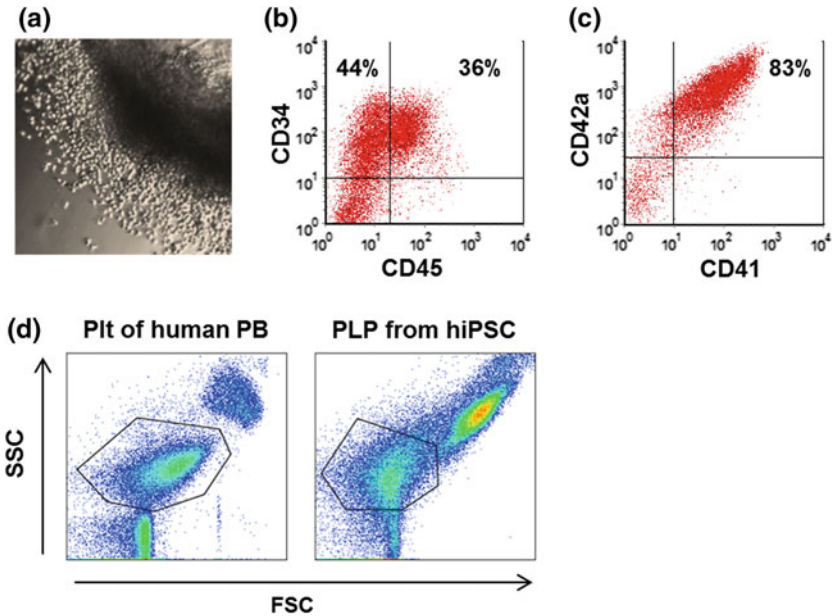 (a)
(b)
44%
36%
CD34
10⁴
10³
10²
10¹
10⁰
10⁰ 10¹ 10² 10³ 10⁴
CD45
(c)
83%
CD42a
10⁴
10³
10²
10¹
10⁰
10⁰ 10¹ 10² 10³ 10⁴
CD41
(d)
Plt of human PB
PLP from hiPSC
SSC
FSC